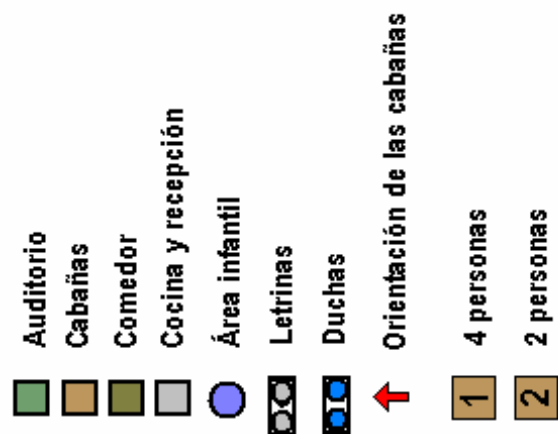 Auditorio
Cabañas
Comedor
Cocina y recepción
Área infantil
Letrinas
Duchas
Orientación de las cabañas
1 4 personas
2 2 personas